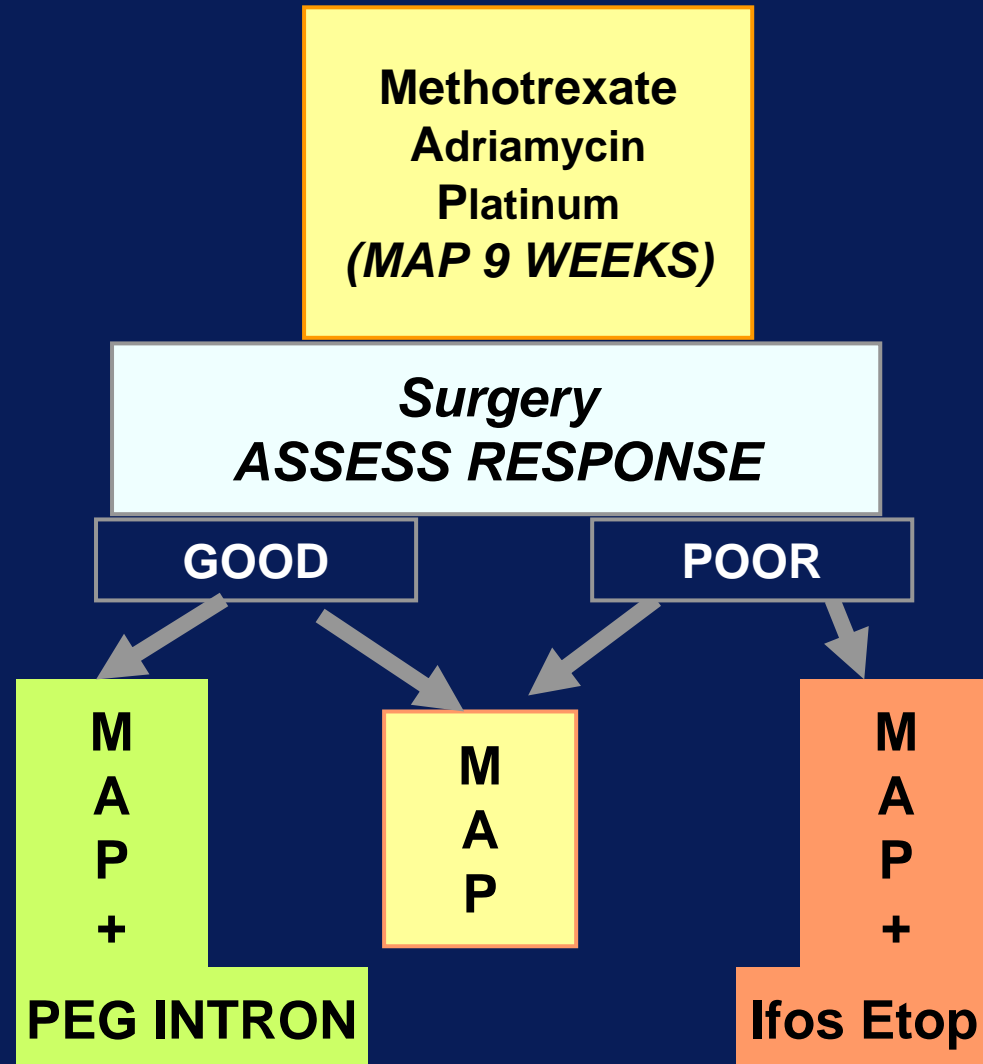 Methotrexate
Adriamycin
Platinum
(MAP 9 WEEKS)
Surgery
ASSESS RESPONSE
GOOD
POOR
M
A
P
+
PEG INTRON
M
A
P
M
A
P
+
Ifos Etop